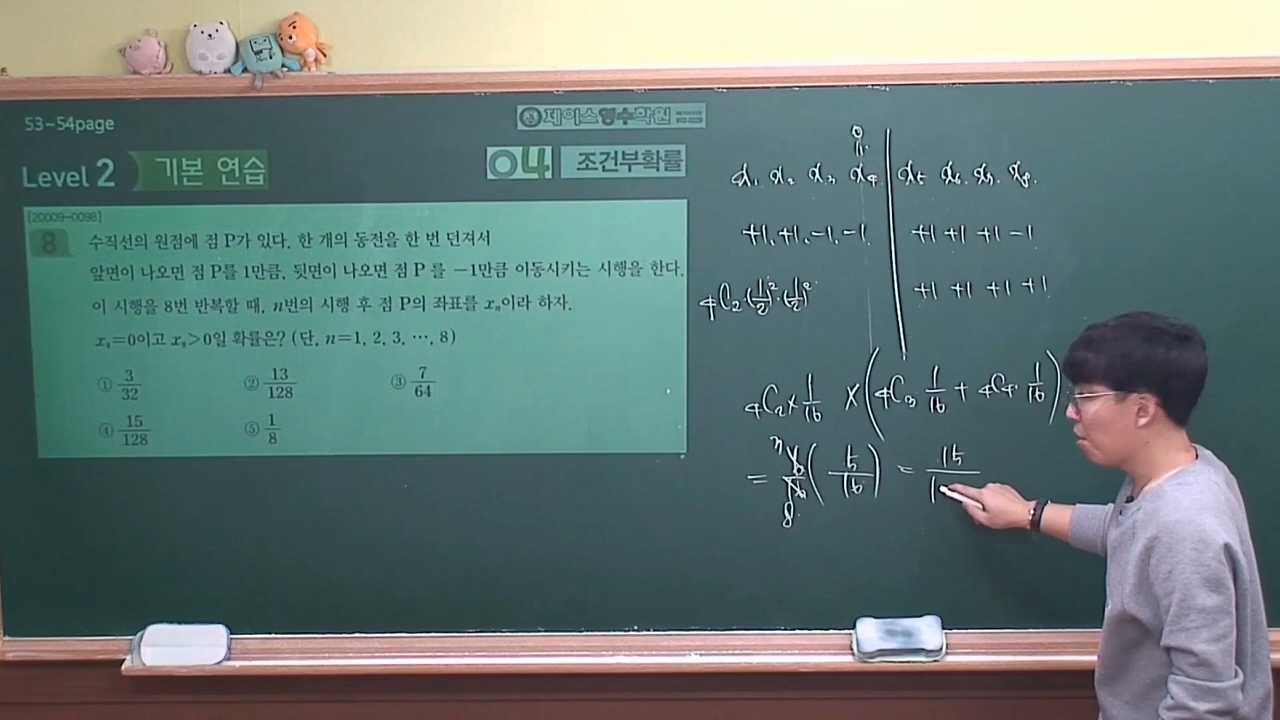 53~54page
제이스영수학원
Level 2 기본 연습
04 조건부확률
[20009-0098]
8 수직선의 원점에 점 P가 있다. 한 개의 동전을 한 번 던져서
앞면이 나오면 점 P를 1만큼, 뒷면이 나오면 점 P 를 −1만큼 이동시키는 시행을 한다.
이 시행을 8번 반복할 때, n번의 시행 후 점 P의 좌표를 xₙ이라 하자.
x₄=0이고 x₈>0일 확률은? (단, n=1, 2, 3, ⋯, 8)
① 3/32 ② 13/128 ③ 7/64
④ 15/128 ⑤ 1/8
0
x₁ x₂ x₃ x₄ x₅ x₆. x₇. x₈.
+1. +1. -1. -1. +1 +1 +1 -1
₄C₂·(1/2)²·(1/2)² +1 +1 +1 +1
₄C₂ × 1/16 × (₄C₃ 1/16 + ₄C₄· 1/16)
= 3 6/16 8 (5/16) = 15/1